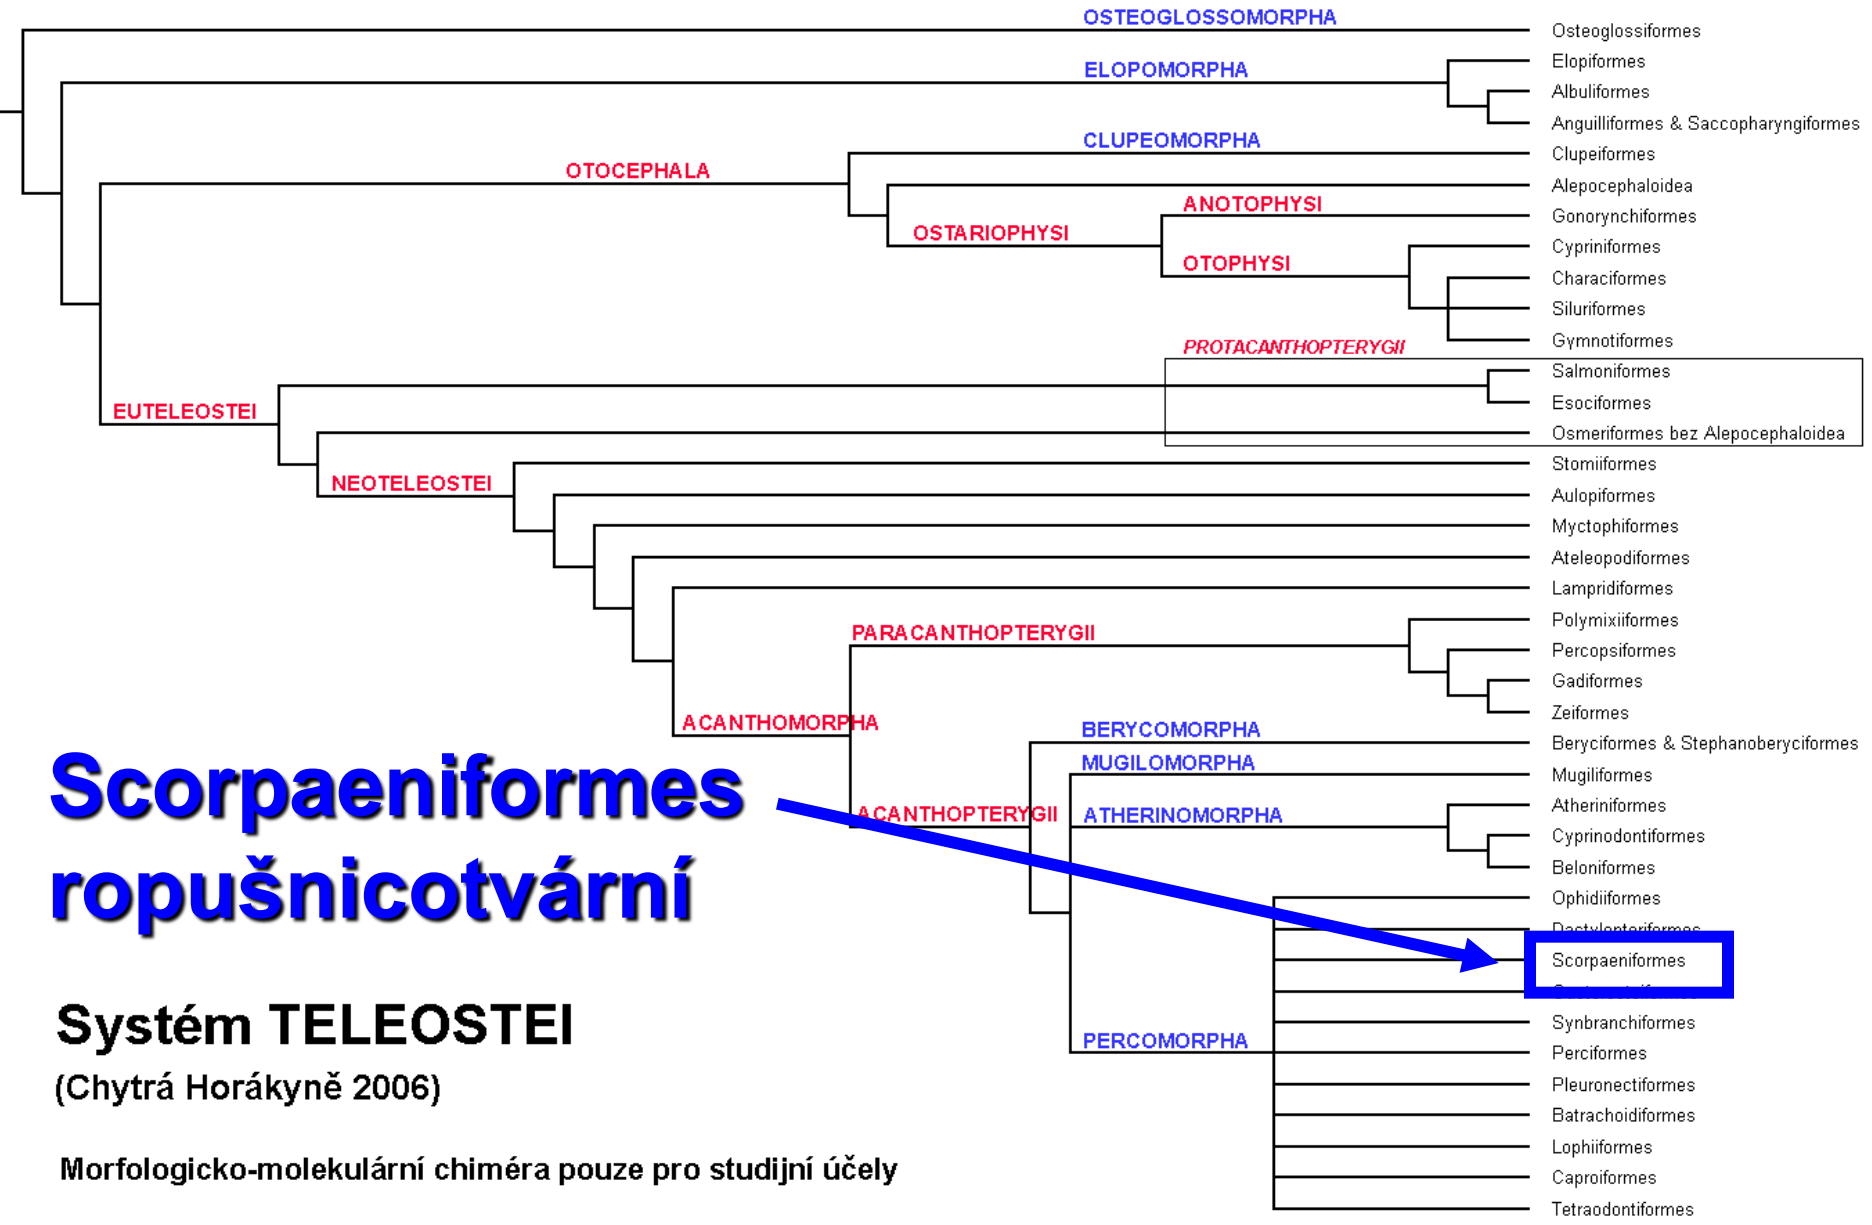 OSTEOGLOSSOMORPHA
Osteoglossiformes
Elopiformes
ELOPOMORPHA
Albuliformes
Anguilliformes & Saccopharyngiformes
CLUPEOMORPHA
Clupeiformes
OTOCEPHALA
Alepocephaloidea
ANOTOPHYSI
Gonorynchiformes
OSTARIOPHYSI
Cypriniformes
OTOPHYSI
Characiformes
Siluriformes
Gymnotiformes
PROTACANTHOPTERYGII
Salmoniformes
Esociformes
EUTELEOSTEI
Osmeriformes bez Alepocephaloidea
Stomiiformes
NEOTELEOSTEI
Aulopiformes
Myctophiformes
Ateleopodiformes
Lampridiformes
Polymixiiformes
PARACANTHOPTERYGII
Percopsiformes
Gadiformes
Zeiformes
ACANTHOMORPHA
BERYCOMORPHA
Beryciformes & Stephanoberyciformes
MUGILOMORPHA
Mugiliformes
Atheriniformes
ACANTHOPTERYGII
ATHERINOMORPHA
Cyprinodontiformes
Beloniformes
Ophidiiformes
Dactylopteriformes
Scorpaeniformes
Synbranchiformes
PERCOMORPHA
Perciformes
Pleuronectiformes
Batrachoidiformes
Lophiiformes
Caproiformes
Tetraodontiformes
Scorpaeniformes
ropušnicotvární
Systém TELEOSTEI
(Chytrá Horákyně 2006)
Morfologicko-molekulární chiméra pouze pro studijní účely